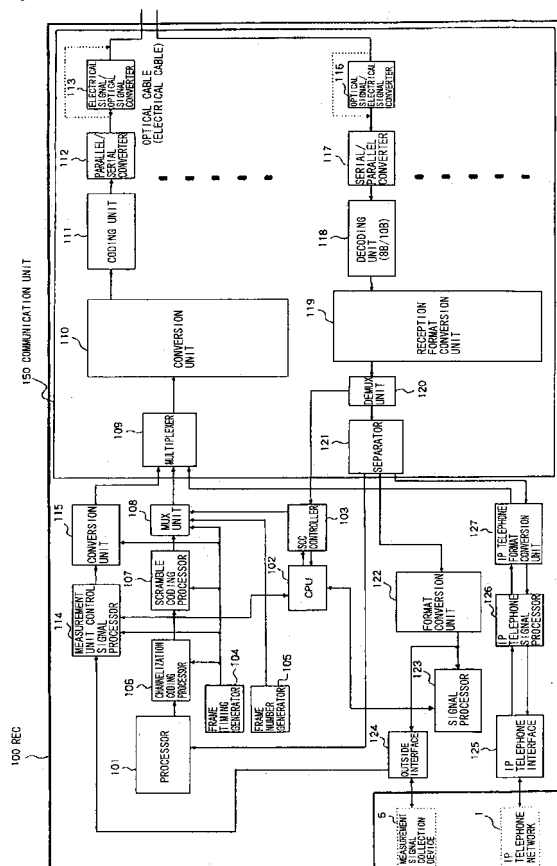 100 REC
150 COMMUNICATION UNIT
113
ELECTRICAL
SIGNAL/
OPTICAL
SIGNAL
CONVERTER
OPTICAL CABLE
(ELECTRICAL CABLE)
116
OPTICAL
SIGNAL/
ELECTRICAL
SIGNAL
CONVERTER
112
PARALLEL/
SERIAL
CONVERTER
117
SERIAL/
PARALLEL
CONVERTER
111
CODING UNIT
118
DECODING
UNIT
(8B/10B)
110
CONVERSION
UNIT
119
RECEPTION
FORMAT
CONVERSION
UNIT
109
MULTIPLEXER
DEMUX
UNIT
120
121
SEPARATOR
115
CONVERSION
UNIT
108
MUX
UNIT
SCC
CONTROLLER
103
127
IP TELEPHONE
FORMAT
CONVERSION
UNIT
114
MEASUREMENT
UNIT CONTROL
SIGNAL
PROCESSOR
107
SCRAMBLE
CODING
PROCESSOR
102
CPU
122
FORMAT
CONVERSION
UNIT
126
IP
TELEPHONE
SIGNAL
PROCESSOR
106
CHANNELIZATION
CODING
PROCESSOR
104
FRAME
TIMING
GENERATOR
105
FRAME
NUMBER
GENERATOR
123
SIGNAL
PROCESSOR
101
PROCESSOR
124
OUTSIDE
INTERFACE
125
IP
TELEPHONE
INTERFACE
6
MEASUREMENT
SIGNAL
COLLECTION
DEVICE
1
IP
TELEPHONE
NETWORK